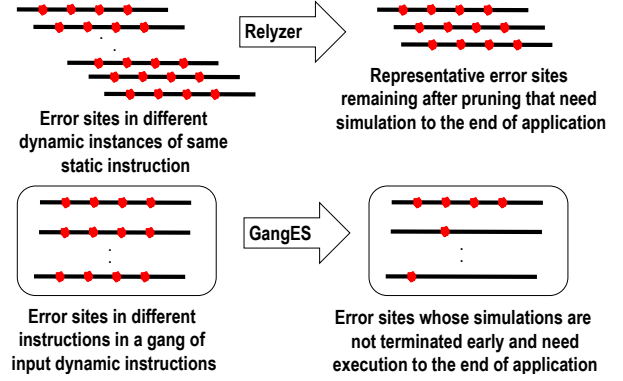 Relyzer
Error sites in different
dynamic instances of same
static instruction
Representative error sites
remaining after pruning that need
simulation to the end of application
GangES
Error sites in different
instructions in a gang of
input dynamic instructions
Error sites whose simulations are
not terminated early and need
execution to the end of application